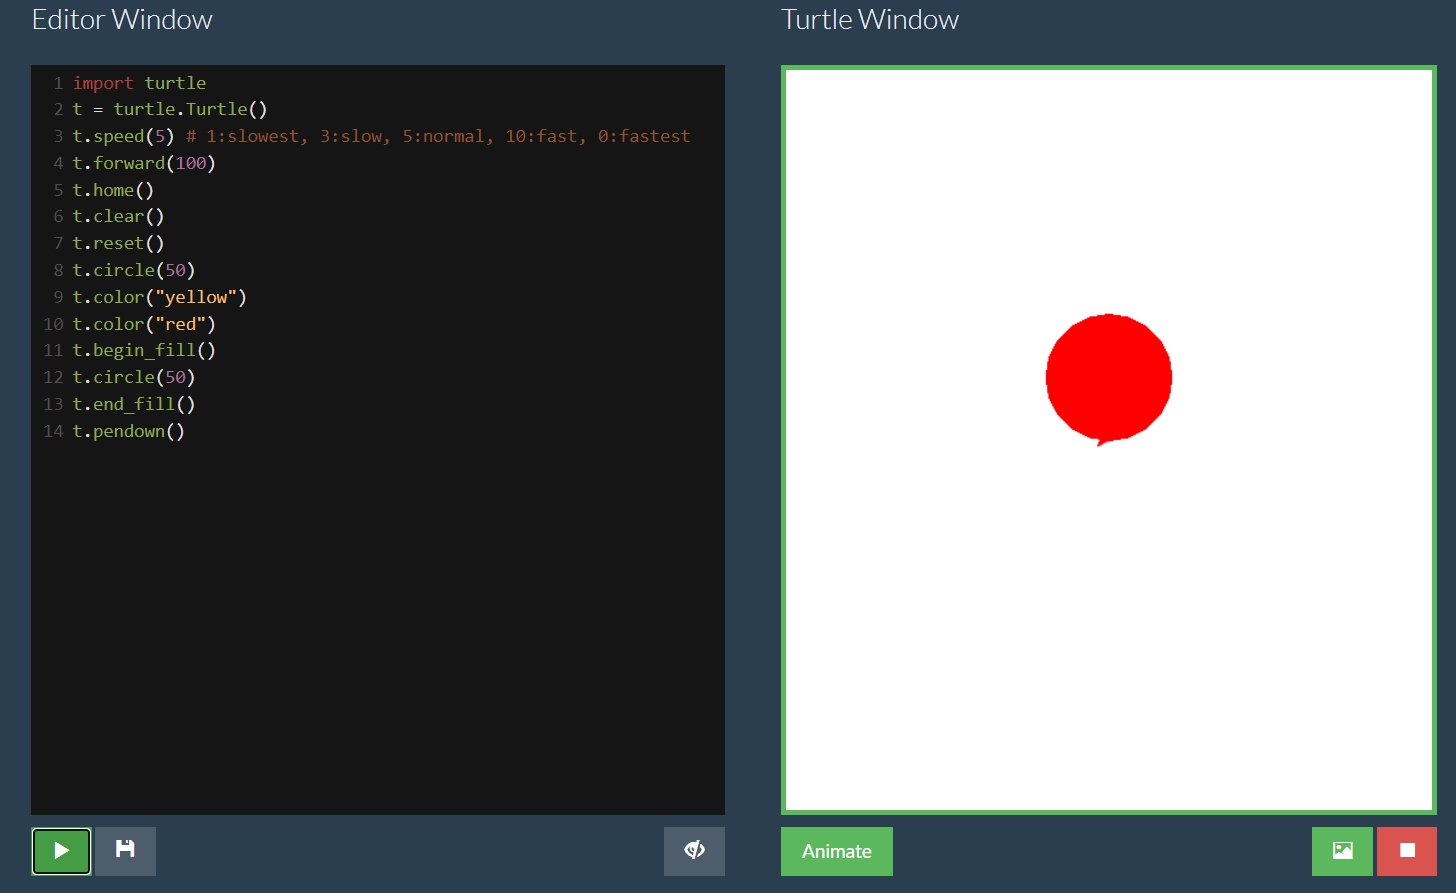 Editor Window
Turtle Window
1 import turtle
2 t = turtle.Turtle()
3 t.speed(5) # 1:slowest, 3:slow, 5:normal, 10:fast, 0:fastest
4 t.forward(100)
5 t.home()
6 t.clear()
7 t.reset()
8 t.circle(50)
9 t.color("yellow")
10 t.color("red")
11 t.begin_fill()
12 t.circle(50)
13 t.end_fill()
14 t.pendown()
Animate